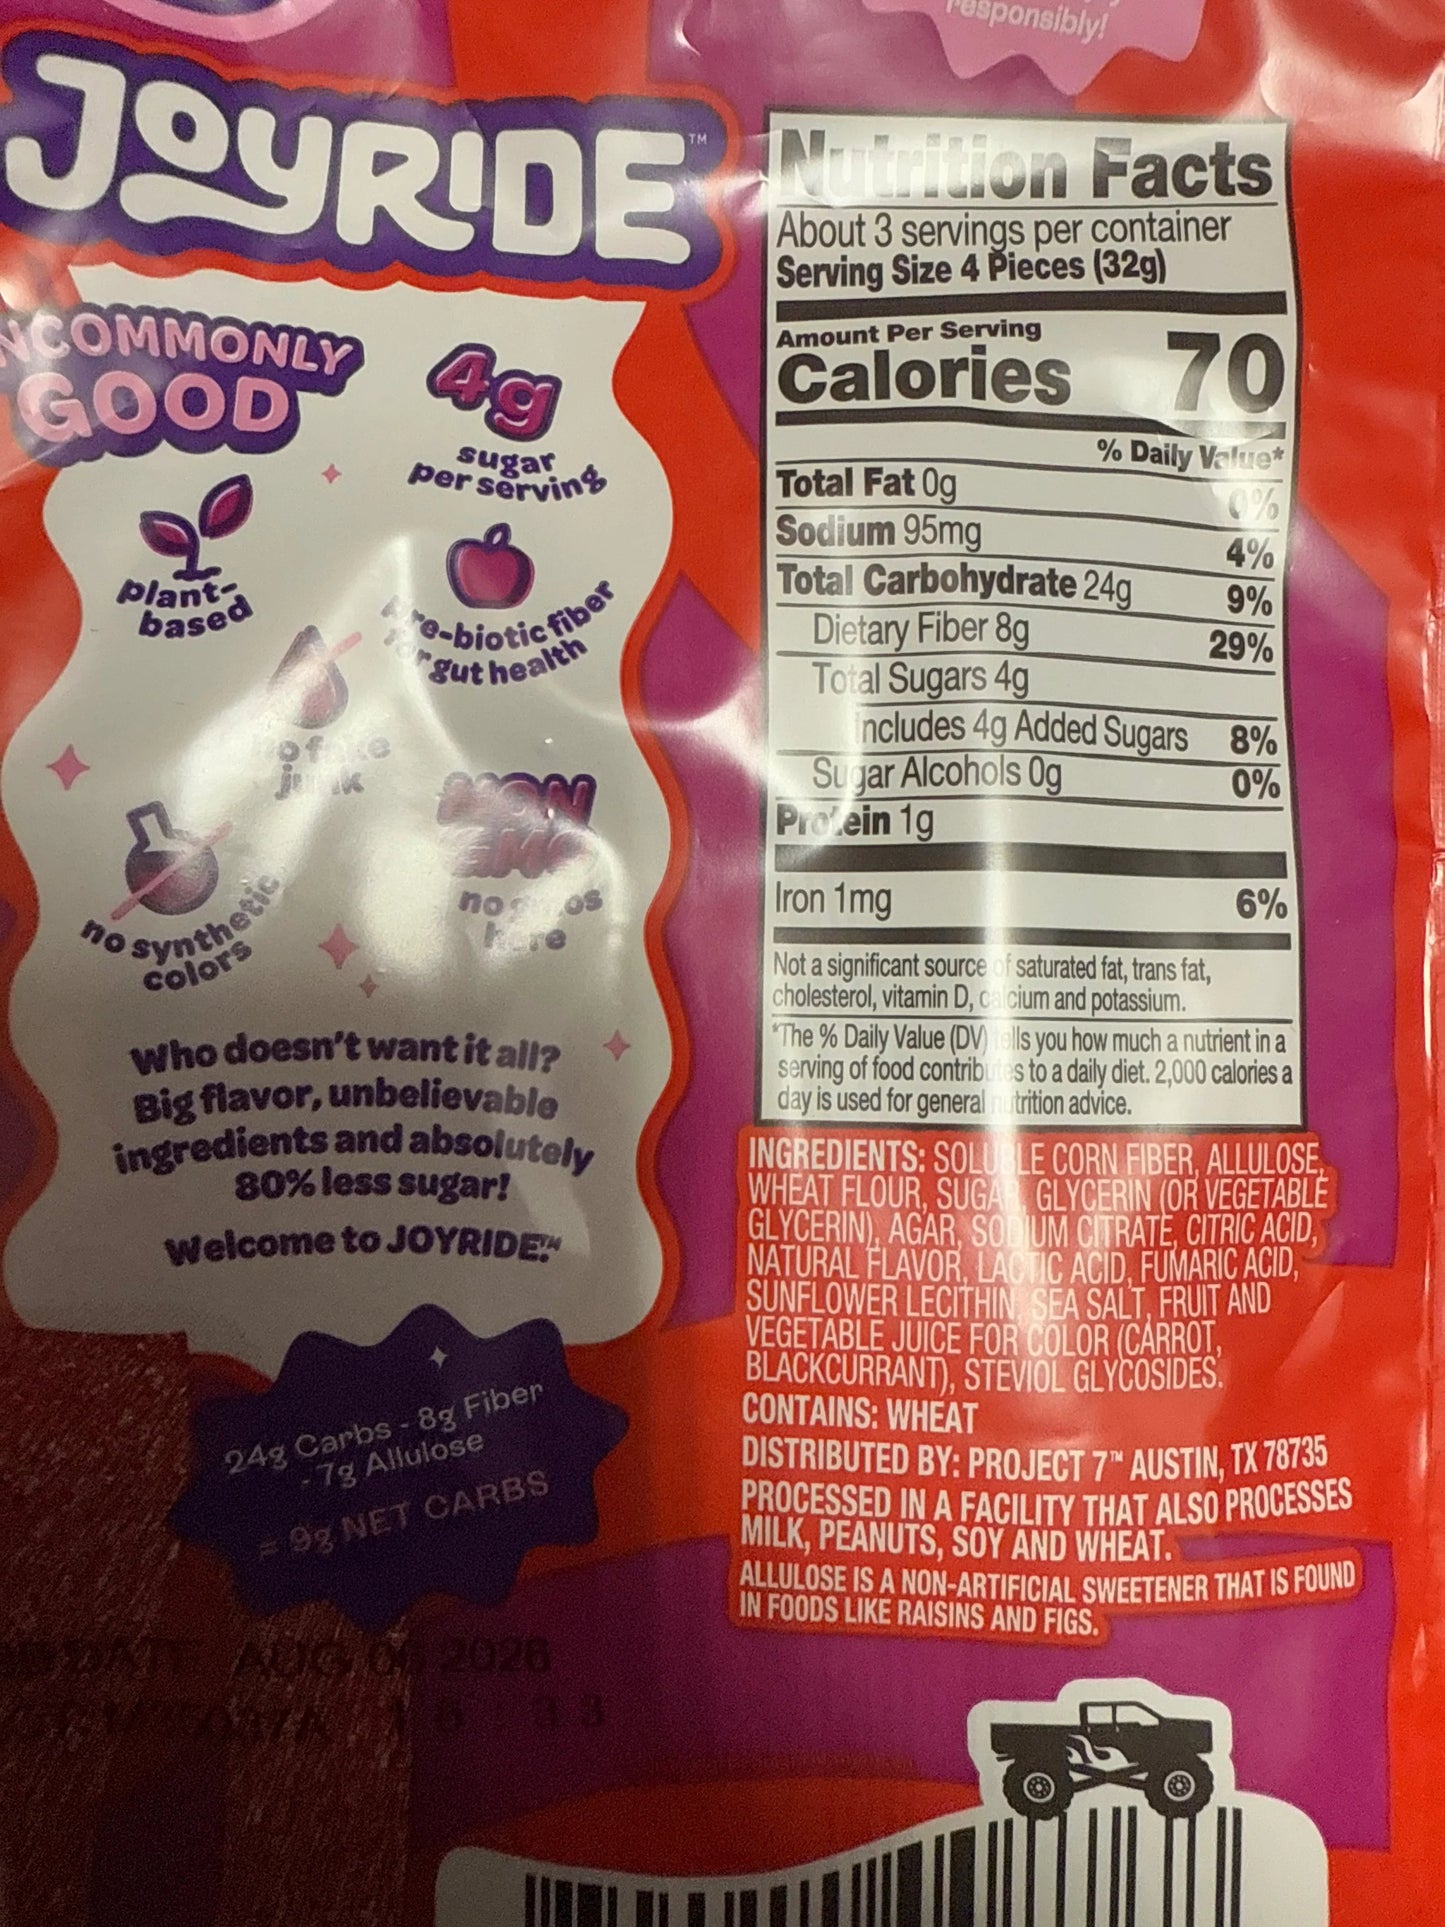 responsibly!
JOYRIDE™
UNCOMMONLY
GOOD
4g
sugar
per serving
plant-
based
pre-biotic fiber
for gut health
no fake
junk
NON
GMO
no gmos
here
no synthetic
colors
Who doesn't want it all?
Big flavor, unbelievable
ingredients and absolutely
80% less sugar!
Welcome to JOYRIDE™
24g Carbs - 8g Fiber
- 7g Allulose
= 9g NET CARBS
AUG 2026
Nutrition Facts
About 3 servings per container
Serving Size 4 Pieces (32g)
Amount Per Serving
Calories 70
% Daily Value*
Total Fat 0g 0%
Sodium 95mg 4%
Total Carbohydrate 24g 9%
Dietary Fiber 8g 29%
Total Sugars 4g
Includes 4g Added Sugars 8%
Sugar Alcohols 0g 0%
Protein 1g
Iron 1mg 6%
Not a significant source of saturated fat, trans fat,
cholesterol, vitamin D, calcium and potassium.
*The % Daily Value (DV) tells you how much a nutrient in a
serving of food contributes to a daily diet. 2,000 calories a
day is used for general nutrition advice.
INGREDIENTS: SOLUBLE CORN FIBER, ALLULOSE,
WHEAT FLOUR, SUGAR, GLYCERIN (OR VEGETABLE
GLYCERIN), AGAR, SODIUM CITRATE, CITRIC ACID,
NATURAL FLAVOR, LACTIC ACID, FUMARIC ACID,
SUNFLOWER LECITHIN, SEA SALT, FRUIT AND
VEGETABLE JUICE FOR COLOR (CARROT,
BLACKCURRANT), STEVIOL GLYCOSIDES.
CONTAINS: WHEAT
DISTRIBUTED BY: PROJECT 7™ AUSTIN, TX 78735
PROCESSED IN A FACILITY THAT ALSO PROCESSES
MILK, PEANUTS, SOY AND WHEAT.
ALLULOSE IS A NON-ARTIFICIAL SWEETENER THAT IS FOUND
IN FOODS LIKE RAISINS AND FIGS.